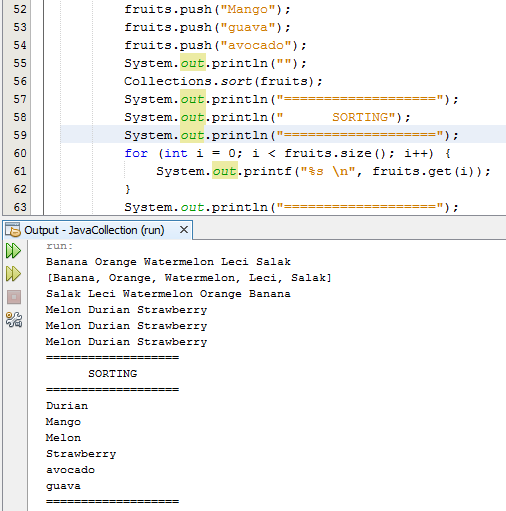 52 fruits.push("Mango");
53 fruits.push("guava");
54 fruits.push("avocado");
55 System.out.println("");
56 Collections.sort(fruits);
57 System.out.println("===================");
58 System.out.println("      SORTING");
59 System.out.println("===================");
60 for (int i = 0; i < fruits.size(); i++) {
61 System.out.printf("%s \n", fruits.get(i));
62 }
63 System.out.println("===================");
Output - JavaCollection (run)
run:
Banana Orange Watermelon Leci Salak
[Banana, Orange, Watermelon, Leci, Salak]
Salak Leci Watermelon Orange Banana
Melon Durian Strawberry
Melon Durian Strawberry
Melon Durian Strawberry
===================
      SORTING
===================
Durian
Mango
Melon
Strawberry
avocado
guava
===================